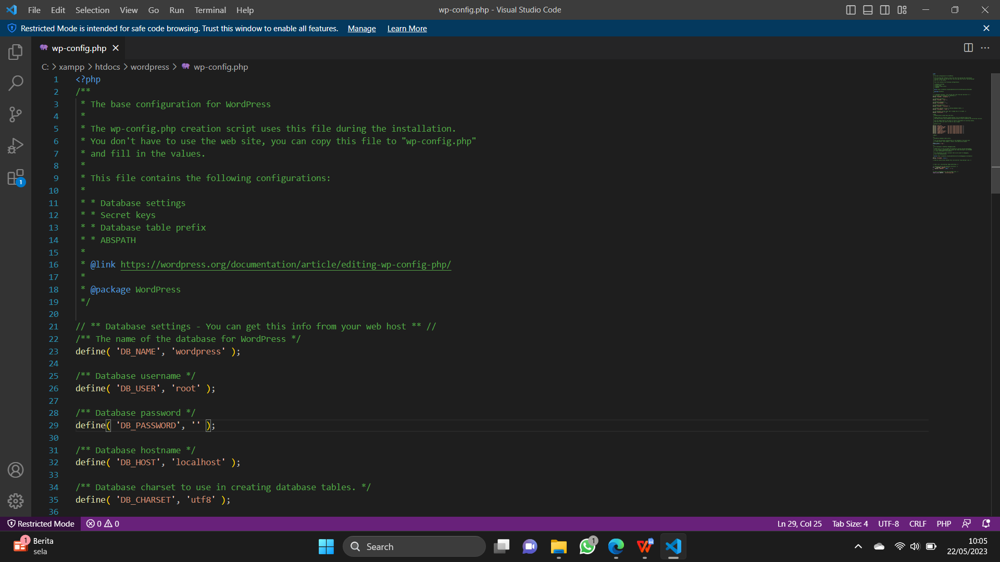 File Edit Selection View Go Run Terminal Help
wp-config.php - Visual Studio Code
Restricted Mode is intended for safe code browsing. Trust this window to enable all features. Manage Learn More
wp-config.php
C: > xampp > htdocs > wordpress > wp-config.php
1 <?php
2 /**
3 * The base configuration for WordPress
4 *
5 * The wp-config.php creation script uses this file during the installation.
6 * You don't have to use the web site, you can copy this file to "wp-config.php"
7 * and fill in the values.
8 *
9 * This file contains the following configurations:
10 *
11 * * Database settings
12 * * Secret keys
13 * * Database table prefix
14 * * ABSPATH
15 *
16 * @link https://wordpress.org/documentation/article/editing-wp-config-php/
17 *
18 * @package WordPress
19 */
20
21 // ** Database settings - You can get this info from your web host ** //
22 /** The name of the database for WordPress */
23 define( 'DB_NAME', 'wordpress' );
24
25 /** Database username */
26 define( 'DB_USER', 'root' );
27
28 /** Database password */
29 define( 'DB_PASSWORD', '' );
30
31 /** Database hostname */
32 define( 'DB_HOST', 'localhost' );
33
34 /** Database charset to use in creating database tables. */
35 define( 'DB_CHARSET', 'utf8' );
36
1
Restricted Mode 0 0 Ln 29, Col 25 Tab Size: 4 UTF-8 CRLF PHP
1 Berita
sela
Search
1
10:05
22/05/2023